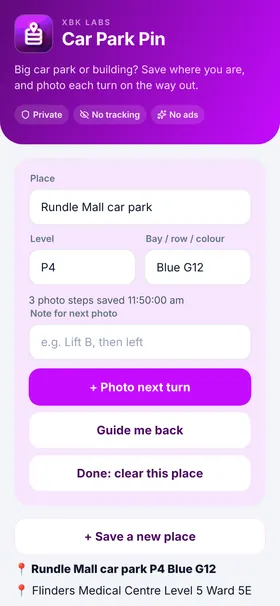 XBK LABS
Car Park Pin
Big car park or building? Save where you are,
and photo each turn on the way out.
Private
No tracking
No ads
Place
Rundle Mall car park
Level
Bay / row / colour
P4
Blue G12
3 photo steps saved 11:50:00 am
Note for next photo
e.g. Lift B, then left
+ Photo next turn
Guide me back
Done: clear this place
+ Save a new place
📍 Rundle Mall car park P4 Blue G12
📍 Flinders Medical Centre Level 5 Ward 5E